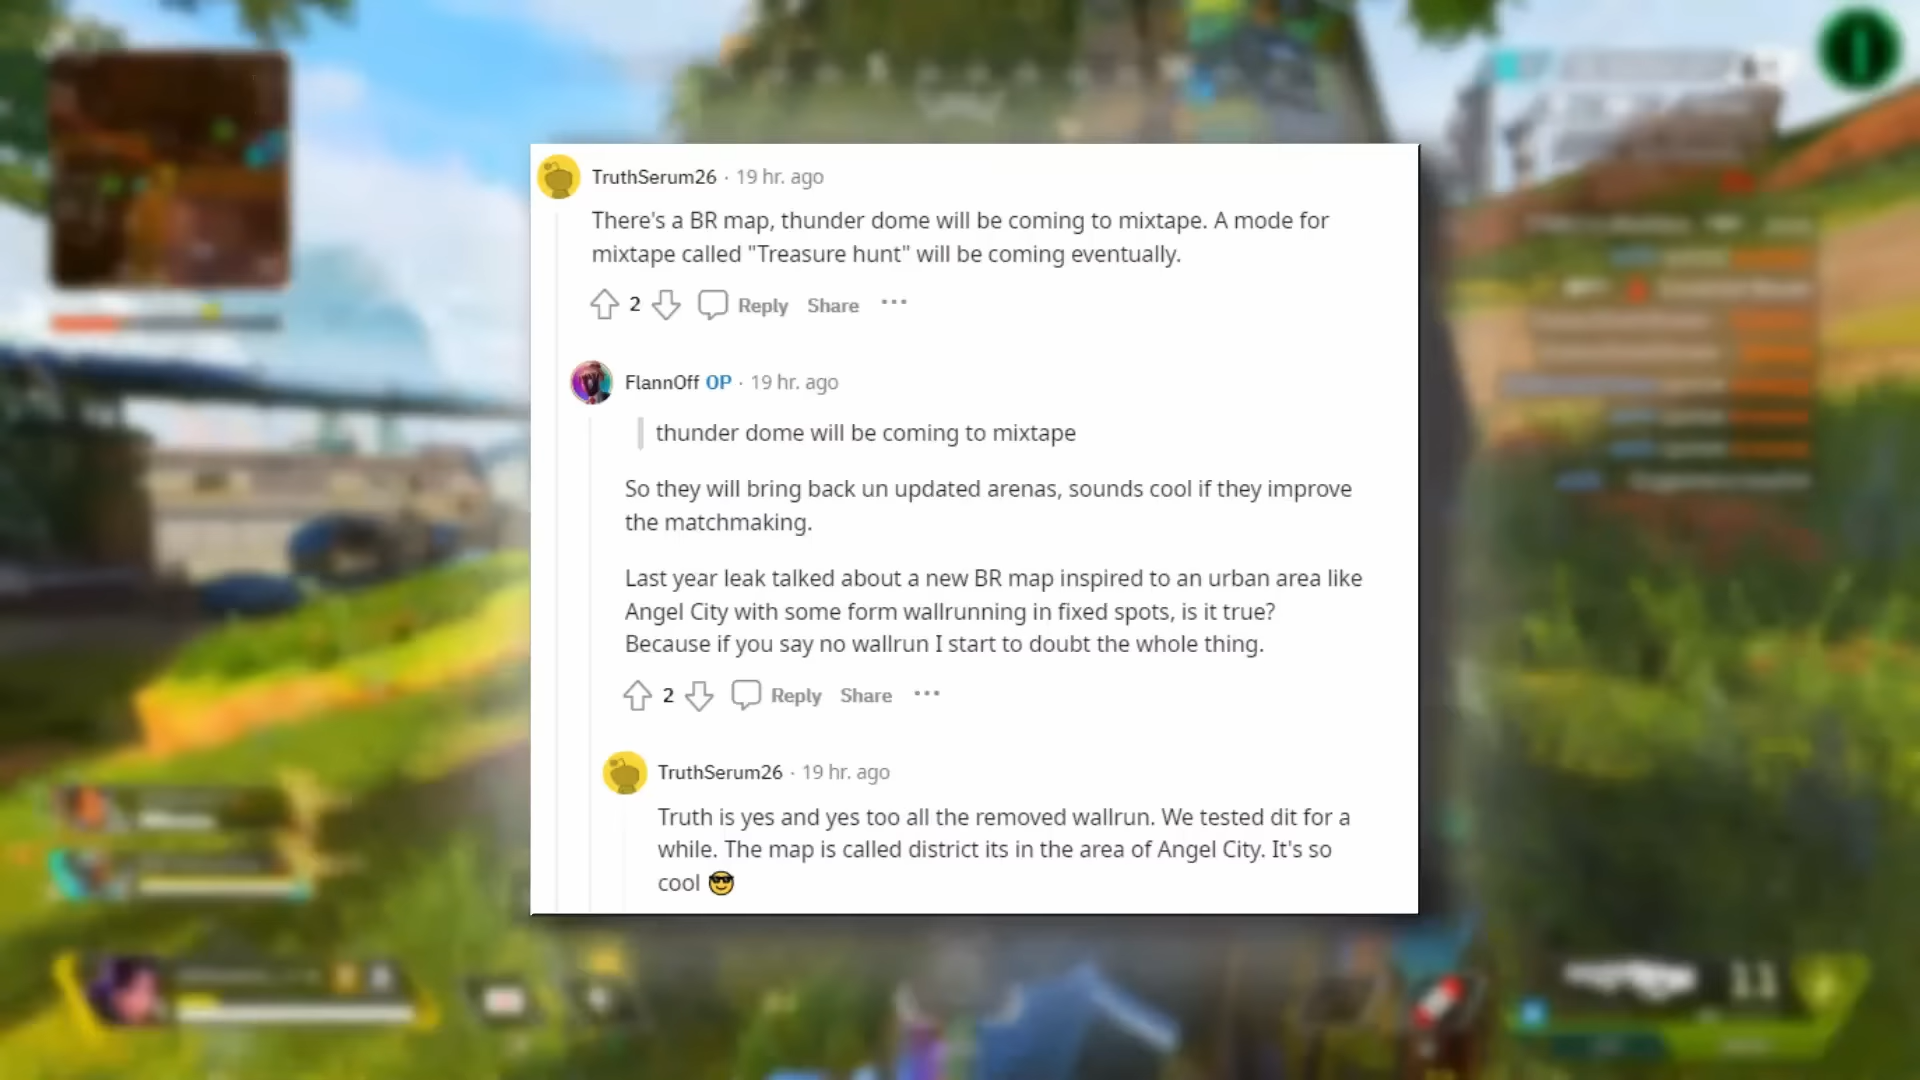 TruthSerum26 · 19 hr. ago
There's a BR map, thunder dome will be coming to mixtape. A mode for
mixtape called "Treasure hunt" will be coming eventually.
2 Reply Share ···
FlannOff OP · 19 hr. ago
thunder dome will be coming to mixtape
So they will bring back un updated arenas, sounds cool if they improve
the matchmaking.
Last year leak talked about a new BR map inspired to an urban area like
Angel City with some form wallrunning in fixed spots, is it true?
Because if you say no wallrun I start to doubt the whole thing.
2 Reply Share ···
TruthSerum26 · 19 hr. ago
Truth is yes and yes too all the removed wallrun. We tested dit for a
while. The map is called district its in the area of Angel City. It's so
cool 😎
11